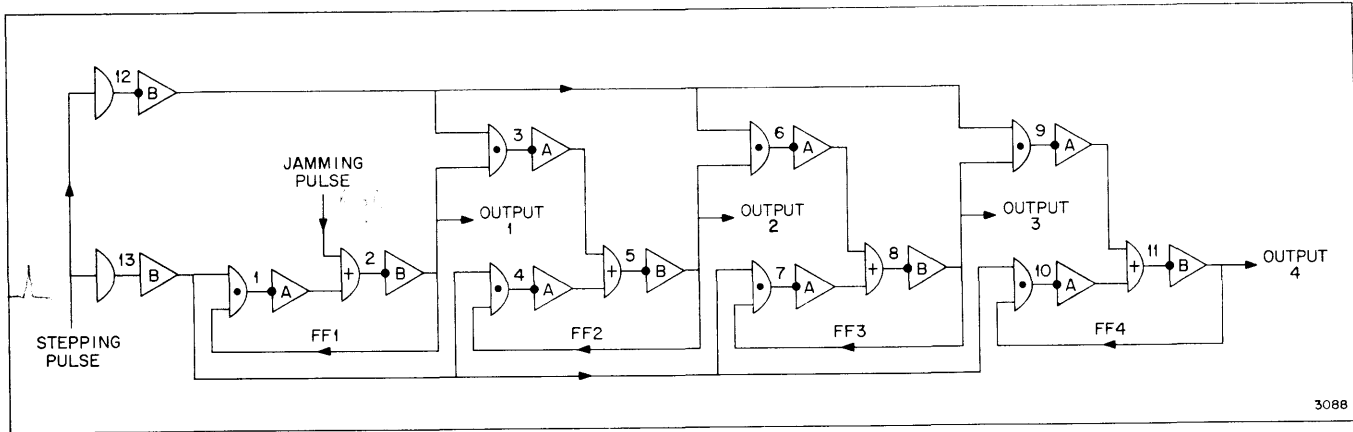 12
B
3
A
6
A
9
A
JAMMING
PULSE
OUTPUT
1
OUTPUT
2
OUTPUT
3
13
B
1
A
+
2
B
4
A
+
5
B
7
A
+
8
B
10
A
+
11
B
OUTPUT
4
STEPPING
PULSE
FF1
FF2
FF3
FF4
3088